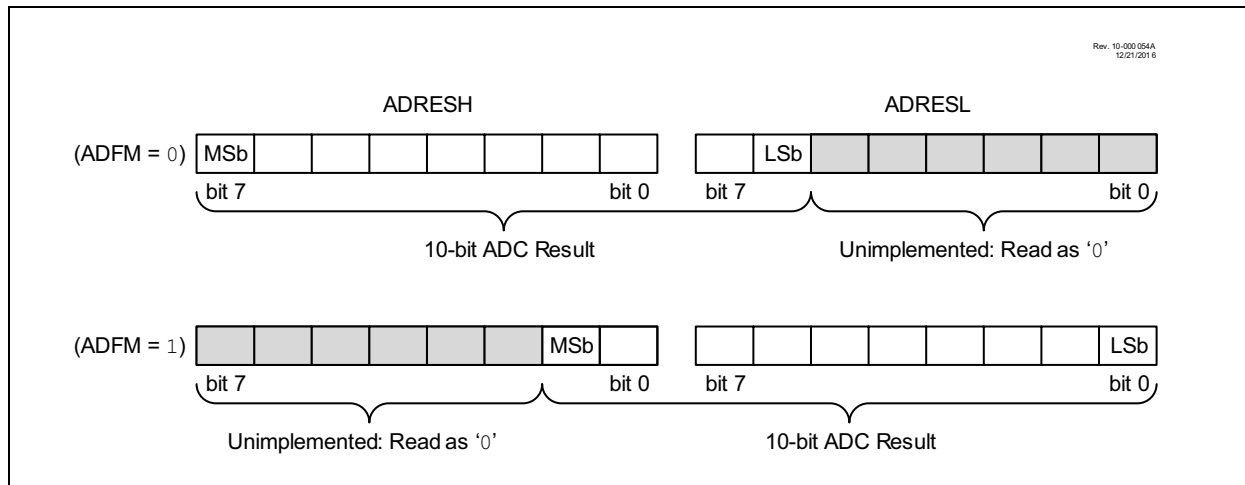 Rev. 10-000 054A
12/21/201 6
ADRESH ADRESL
(ADFM = 0) MSb LSb
bit 7 bit 0 bit 7 bit 0
10-bit ADC Result Unimplemented: Read as ‘0’
(ADFM = 1) MSb LSb
bit 7 bit 0 bit 7 bit 0
Unimplemented: Read as ‘0’ 10-bit ADC Result